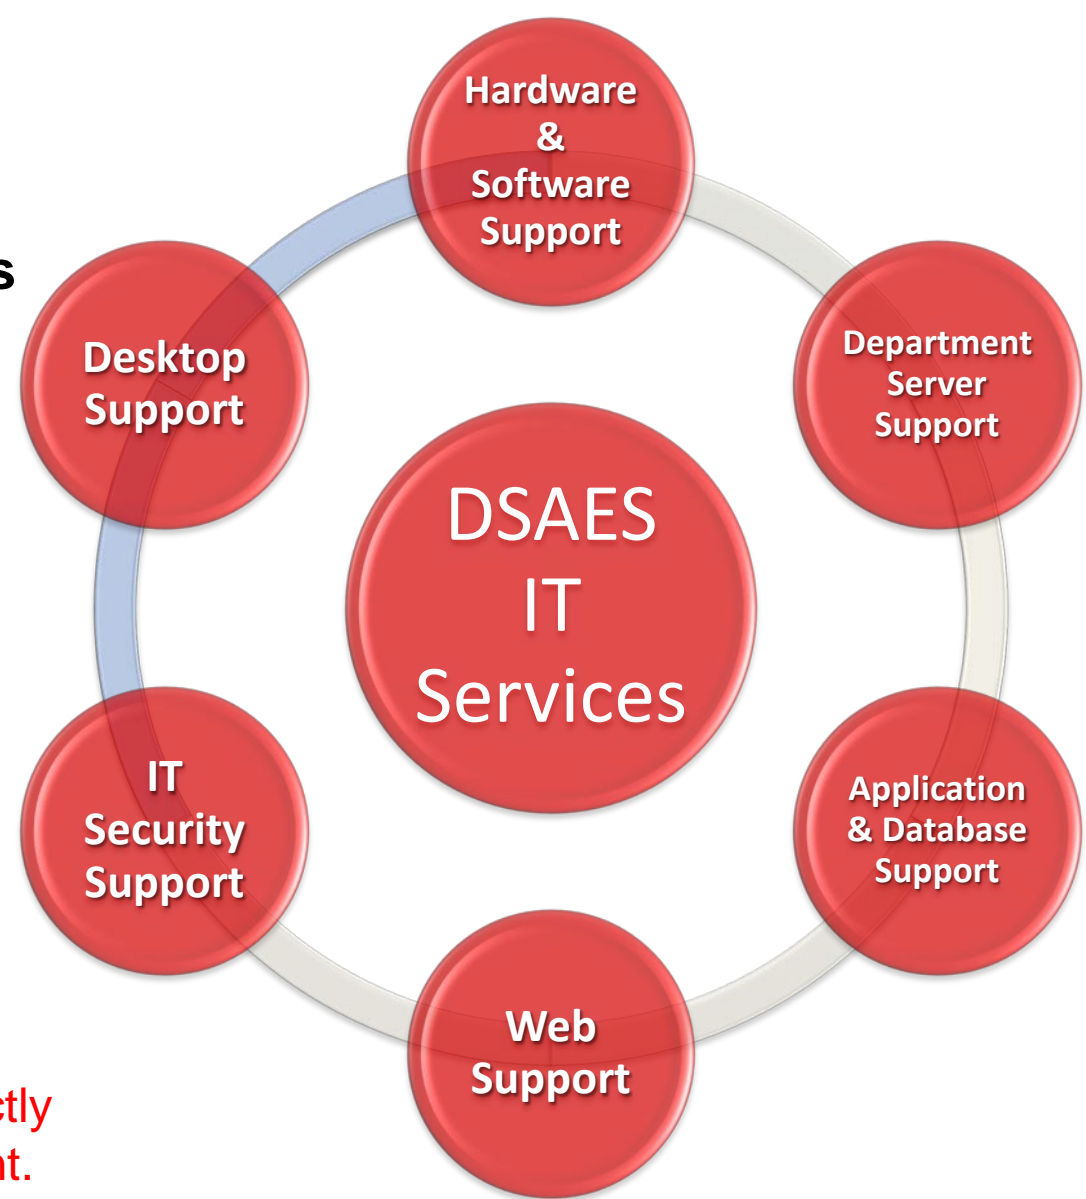 Hardware
&
Software
Support
Desktop
Support
Department
Server
Support
DSAES
IT
Services
IT
Security
Support
Application
& Database
Support
Web
Support